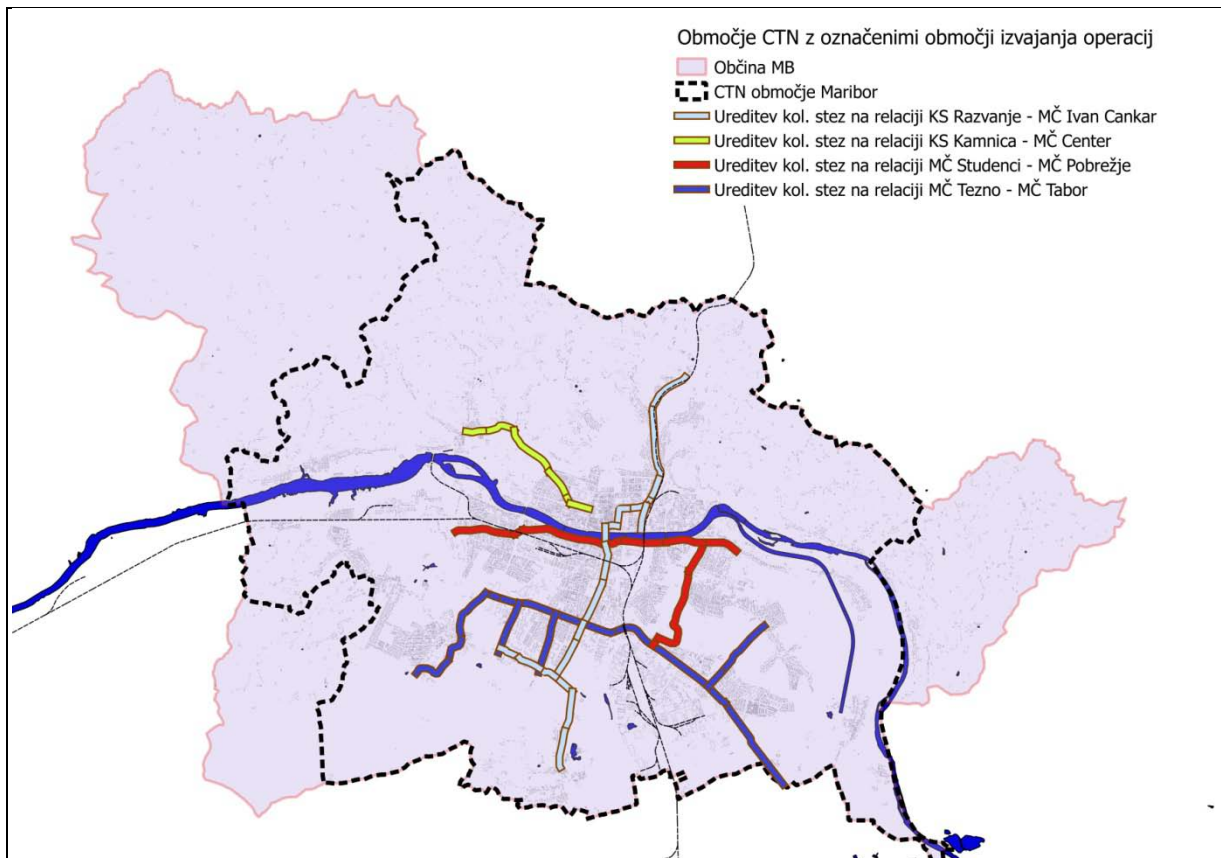 Območje CTN z označenimi območji izvajanja operacij
Občina MB
CTN območje Maribor
Ureditev kol. stez na relaciji KS Razvanje - MČ Ivan Cankar
Ureditev kol. stez na relaciji KS Kamnica - MČ Center
Ureditev kol. stez na relaciji MČ Studenci - MČ Pobrežje
Ureditev kol. stez na relaciji MČ Tezno - MČ Tabor